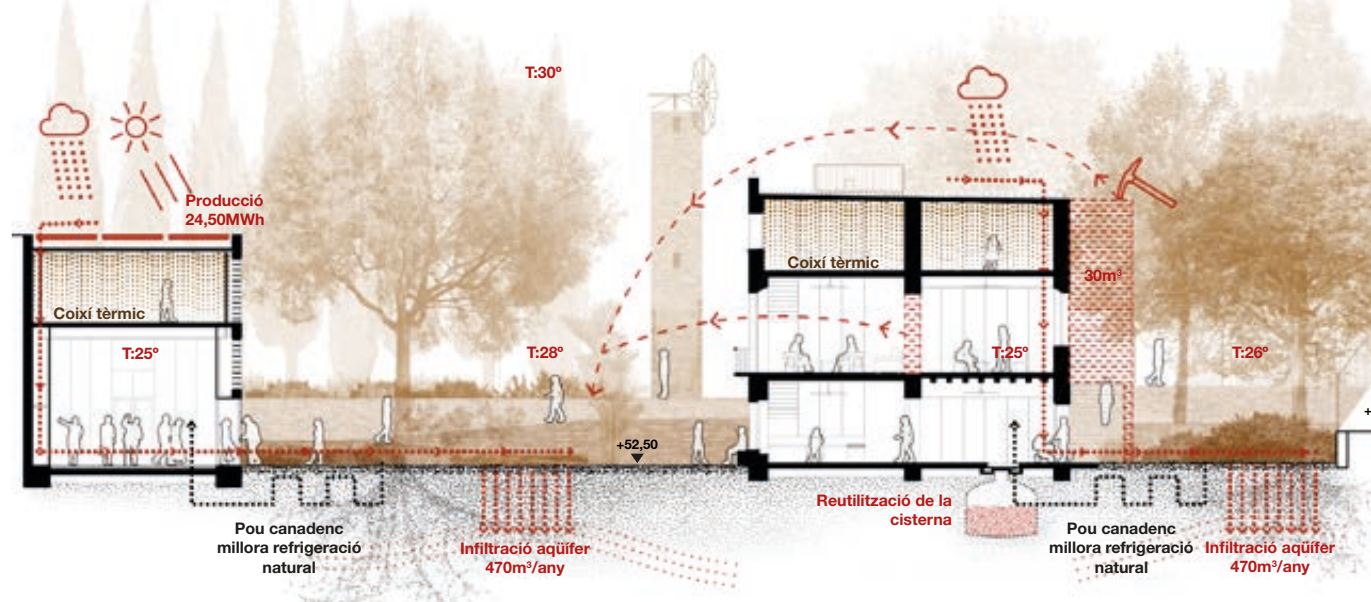 T:30º
Producció
24,50MWh
Coixí tèrmic
T:25º
T:28º
Coixí tèrmic
30m³
T:25º
T:26º
+52,50
+
Pou canadenc
millora refrigeració
natural
Infiltració aqüífer
470m³/any
Reutilització de la
cisterna
Pou canadenc
millora refrigeració
natural
Infiltració aqüífer
470m³/any